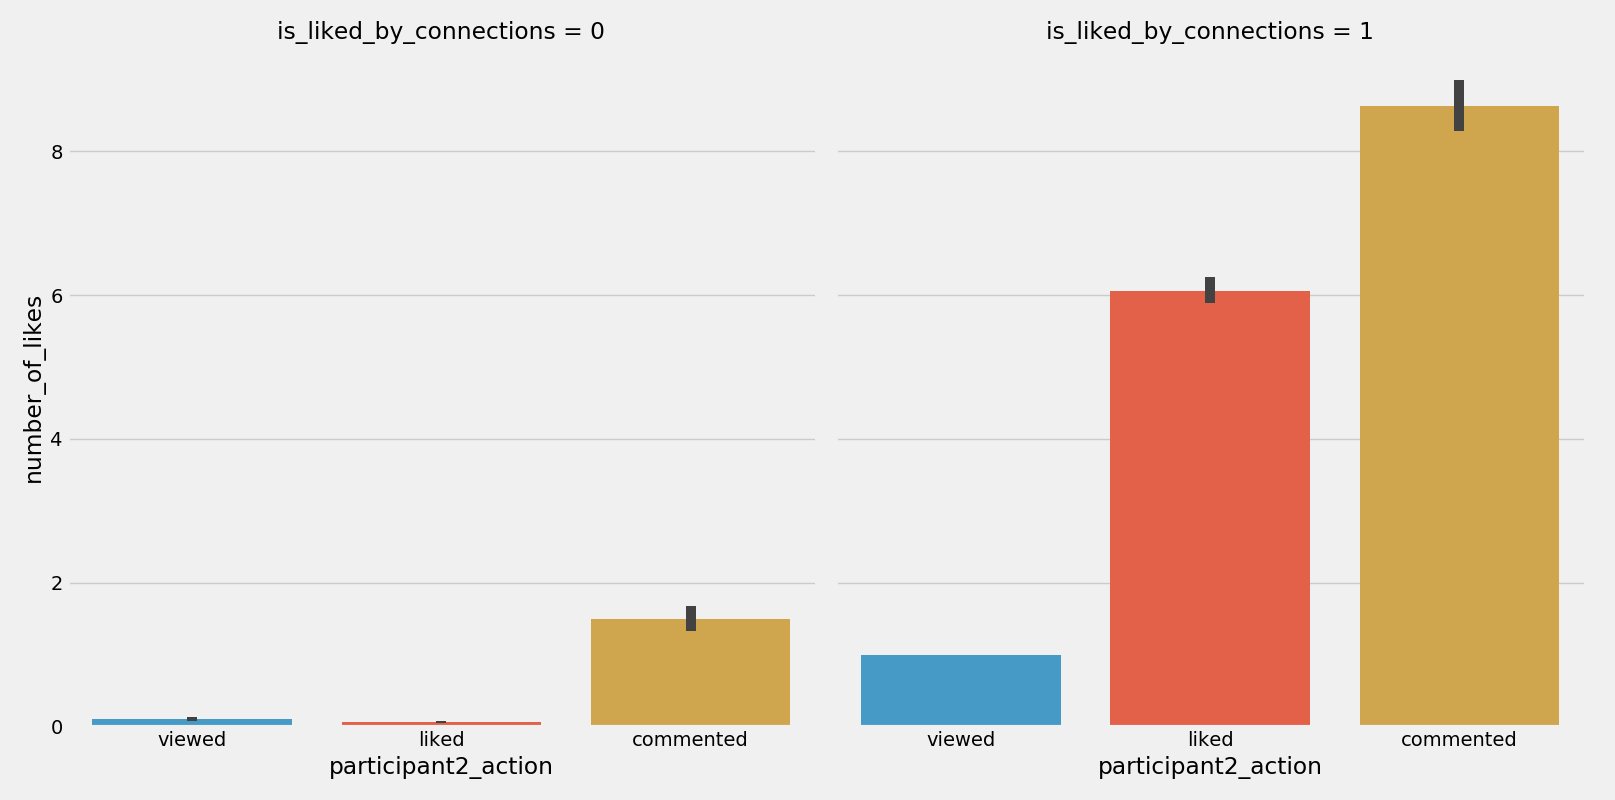 is_liked_by_connections = 0
is_liked_by_connections = 1
number_of_likes
8
6
4
2
0
viewed
liked
commented
viewed
liked
commented
participant2_action
participant2_action